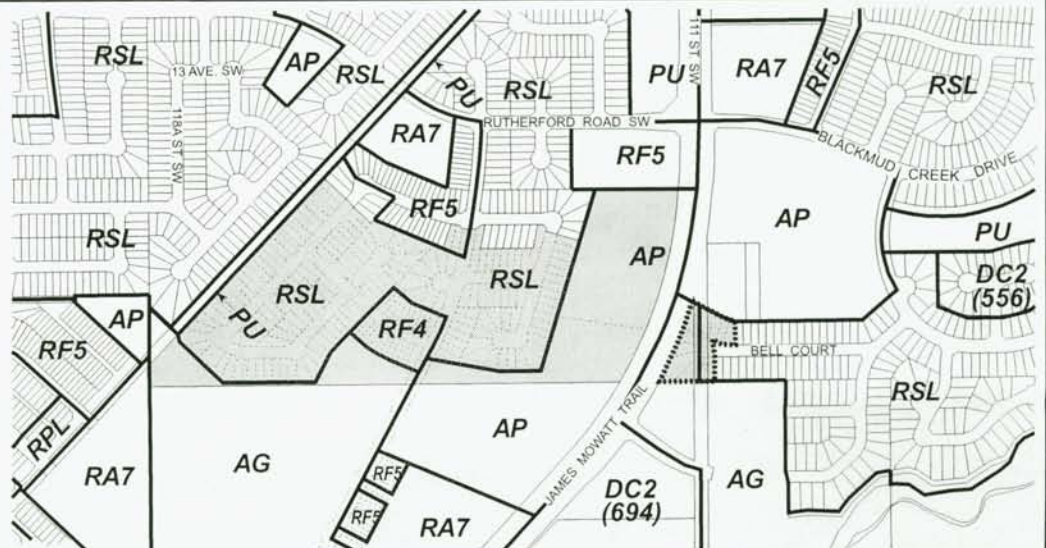 RSL
13 AVE. SW
118A ST SW
AP
RSL
PU
RSL
PU
111 ST SW
RA7
RF5
RSL
RUTHERFORD ROAD SW
BLACKMUD CREEK DRIVE
RA7
RF5
RF5
AP
PU
RSL
RSL
RSL
AP
DC2
(556)
PU
AP
RF5
RF4
BELL COURT
RSL
RPL
RA7
AG
AP
JAMES MOWATT TRAIL
RF5
RF5
RA7
DC2
(694)
AG